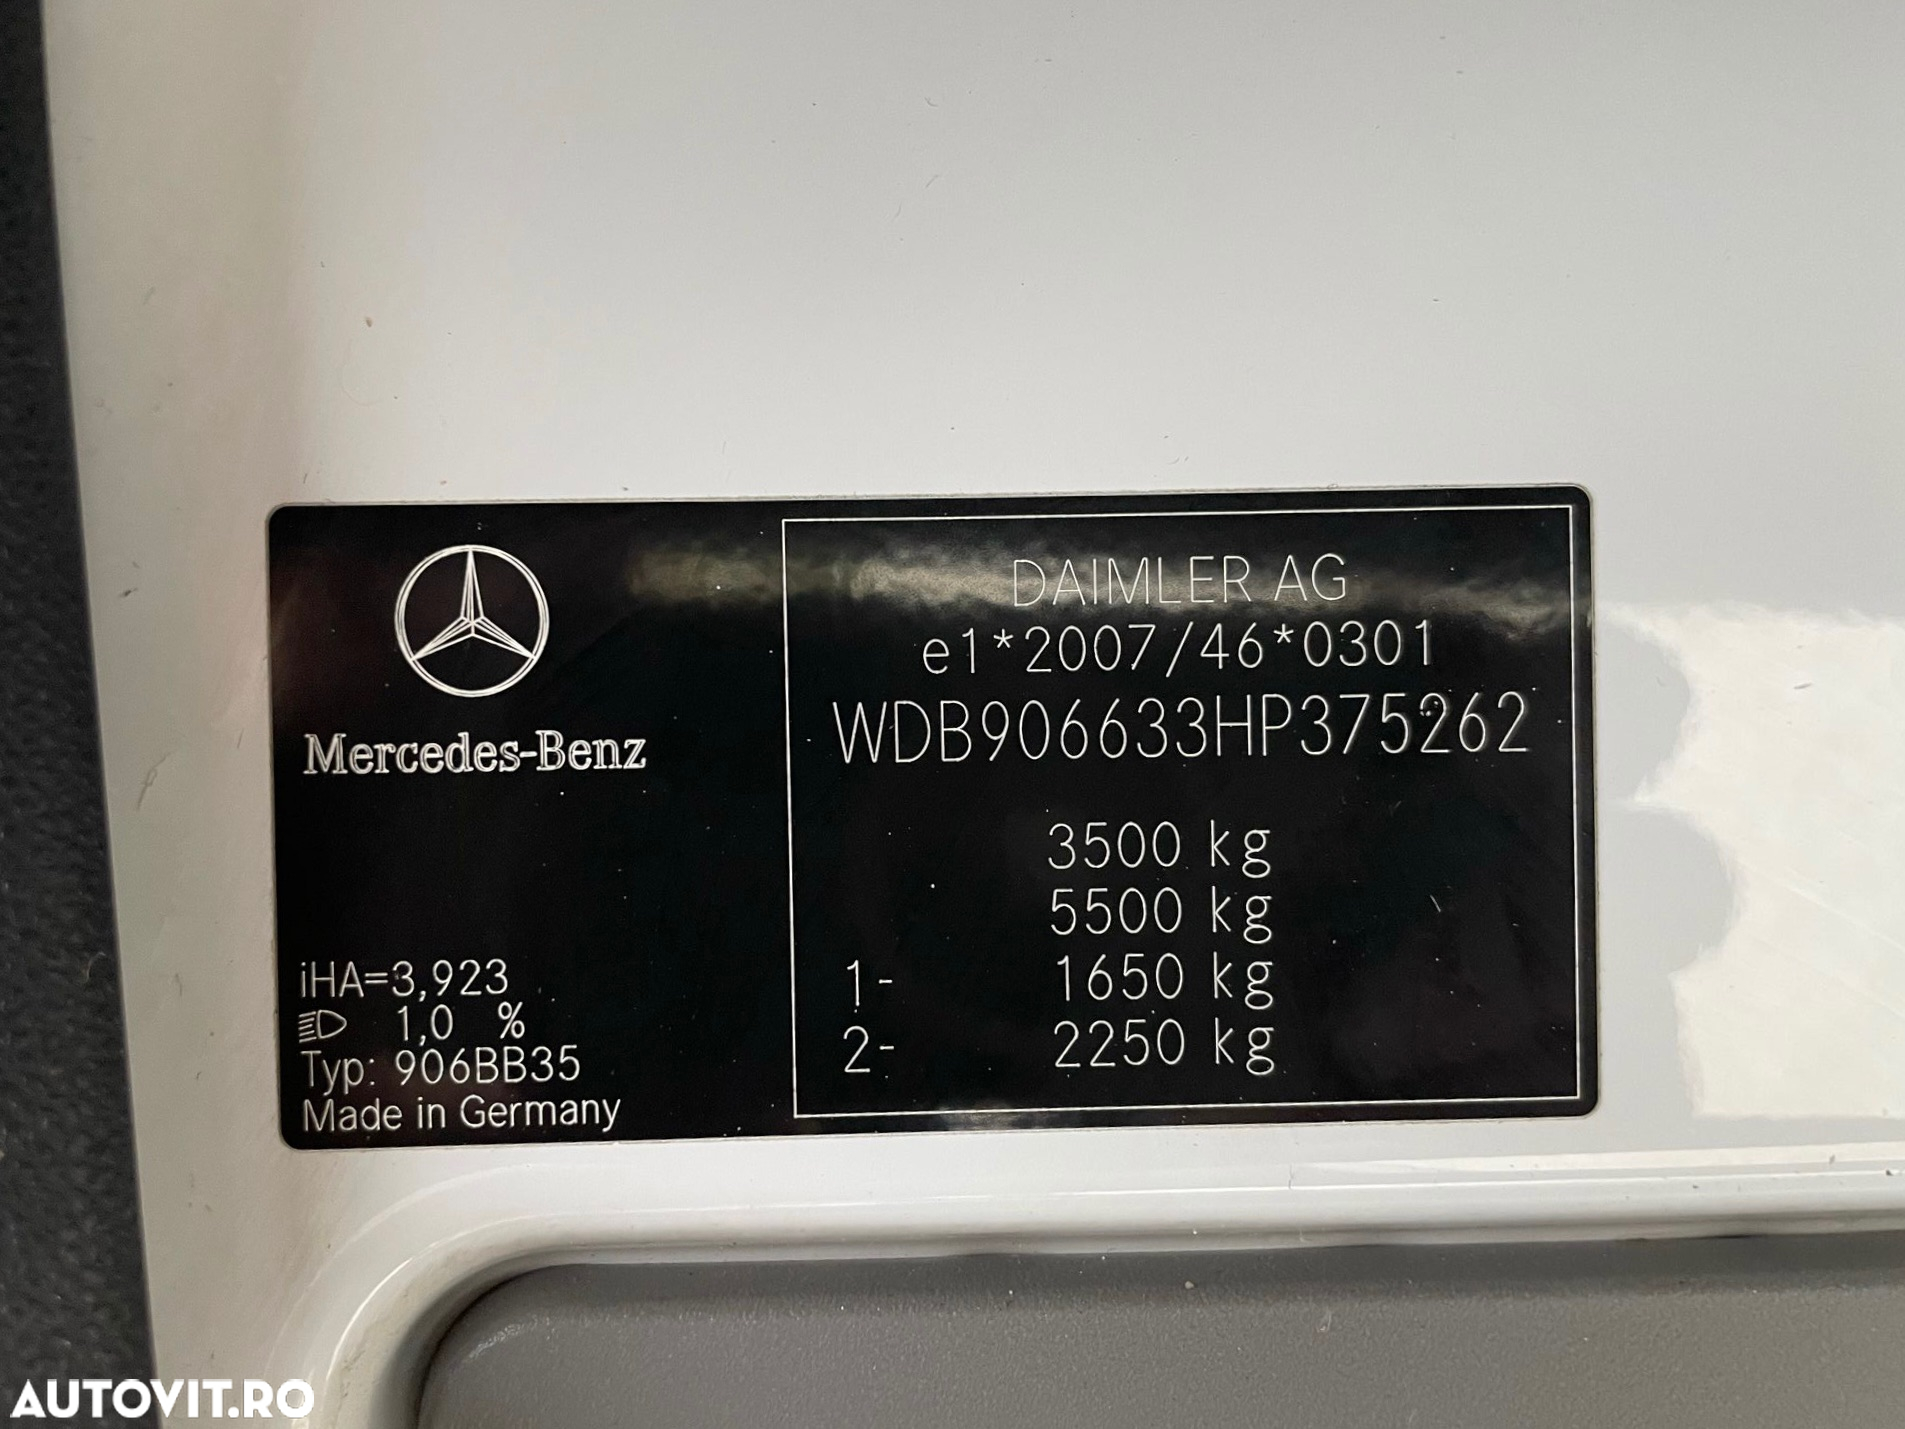 Mercedes-Benz
iHA=3,923
1,0 %
Typ: 906BB35
Made in Germany
DAIMLER AG
e1*2007/46*0301
WDB906633HP375262
3500 kg
5500 kg
1- 1650 kg
2- 2250 kg
AUTOVIT.RO